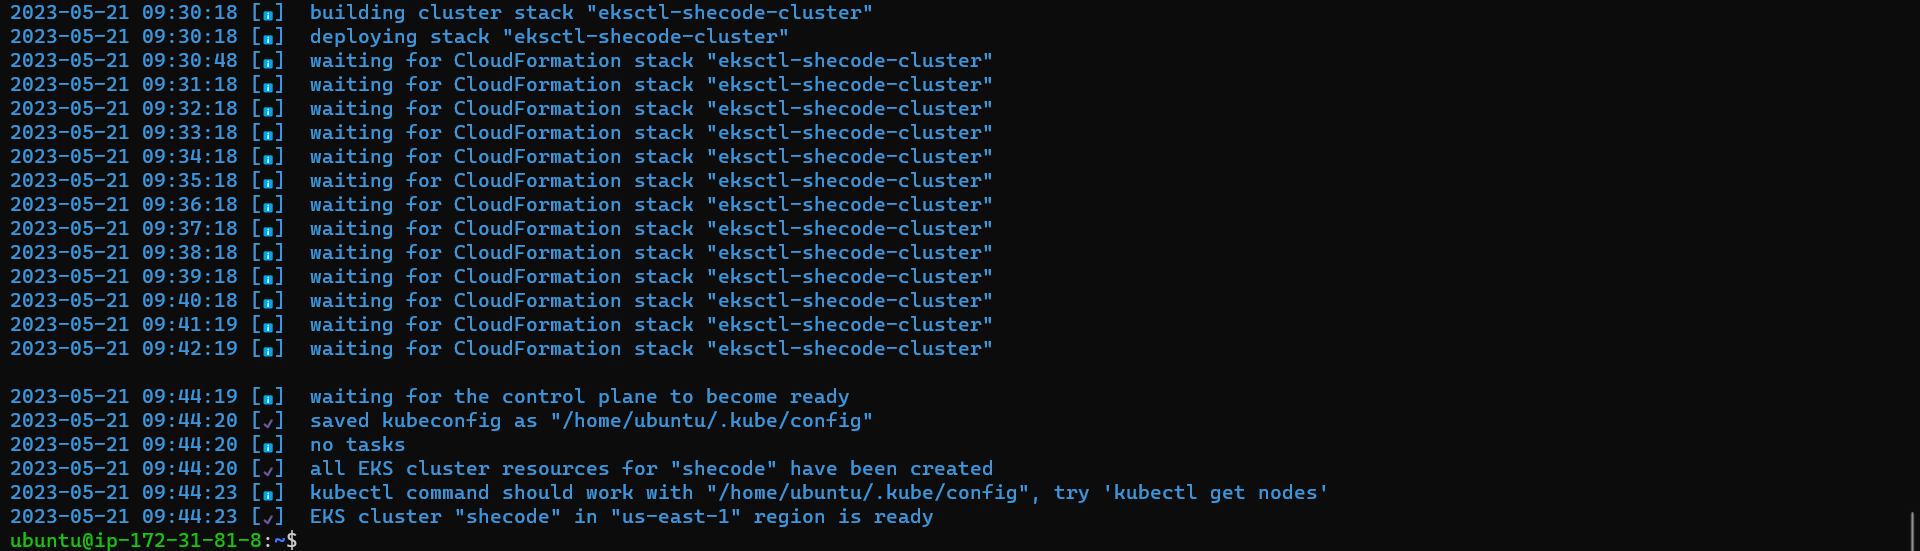 2023-05-21 09:30:18 [ℹ]  building cluster stack "eksctl-shecode-cluster"
2023-05-21 09:30:18 [ℹ]  deploying stack "eksctl-shecode-cluster"
2023-05-21 09:30:48 [ℹ]  waiting for CloudFormation stack "eksctl-shecode-cluster"
2023-05-21 09:31:18 [ℹ]  waiting for CloudFormation stack "eksctl-shecode-cluster"
2023-05-21 09:32:18 [ℹ]  waiting for CloudFormation stack "eksctl-shecode-cluster"
2023-05-21 09:33:18 [ℹ]  waiting for CloudFormation stack "eksctl-shecode-cluster"
2023-05-21 09:34:18 [ℹ]  waiting for CloudFormation stack "eksctl-shecode-cluster"
2023-05-21 09:35:18 [ℹ]  waiting for CloudFormation stack "eksctl-shecode-cluster"
2023-05-21 09:36:18 [ℹ]  waiting for CloudFormation stack "eksctl-shecode-cluster"
2023-05-21 09:37:18 [ℹ]  waiting for CloudFormation stack "eksctl-shecode-cluster"
2023-05-21 09:38:18 [ℹ]  waiting for CloudFormation stack "eksctl-shecode-cluster"
2023-05-21 09:39:18 [ℹ]  waiting for CloudFormation stack "eksctl-shecode-cluster"
2023-05-21 09:40:18 [ℹ]  waiting for CloudFormation stack "eksctl-shecode-cluster"
2023-05-21 09:41:19 [ℹ]  waiting for CloudFormation stack "eksctl-shecode-cluster"
2023-05-21 09:42:19 [ℹ]  waiting for CloudFormation stack "eksctl-shecode-cluster"
2023-05-21 09:44:19 [ℹ]  waiting for the control plane to become ready
2023-05-21 09:44:20 [✔]  saved kubeconfig as "/home/ubuntu/.kube/config"
2023-05-21 09:44:20 [ℹ]  no tasks
2023-05-21 09:44:20 [✔]  all EKS cluster resources for "shecode" have been created
2023-05-21 09:44:23 [ℹ]  kubectl command should work with "/home/ubuntu/.kube/config", try 'kubectl get nodes'
2023-05-21 09:44:23 [✔]  EKS cluster "shecode" in "us-east-1" region is ready
ubuntu@ip-172-31-81-8:~$